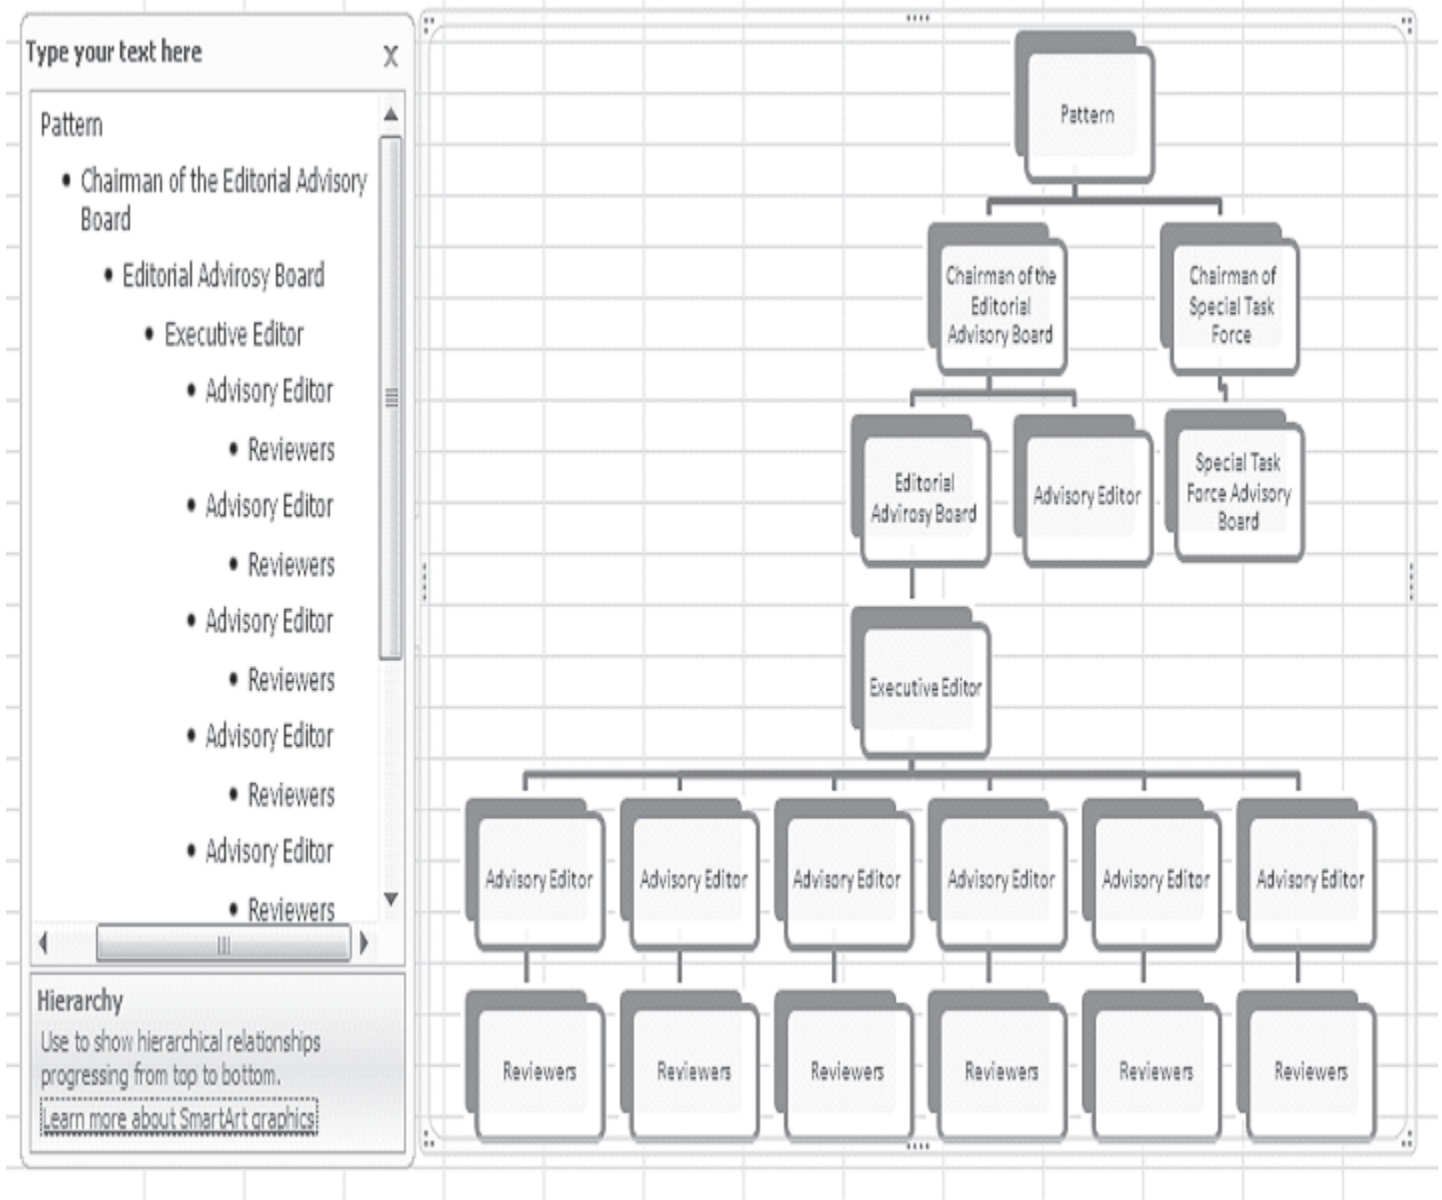 Type your text here
X
Pattern
• Chairman of the Editorial Advisory
Board
• Editorial Advirosy Board
• Executive Editor
• Advisory Editor
• Reviewers
• Advisory Editor
• Reviewers
• Advisory Editor
• Reviewers
• Advisory Editor
• Reviewers
• Advisory Editor
• Reviewers
Hierarchy
Use to show hierarchical relationships
progressing from top to bottom.
Learn more about SmartArt graphics
Pattern
Chairman of the
Editorial
Advisory Board
Chairman of
Special Task
Force
Editorial
Advirosy Board
Advisory Editor
Special Task
Force Advisory
Board
Executive Editor
Advisory Editor
Advisory Editor
Advisory Editor
Advisory Editor
Advisory Editor
Advisory Editor
Reviewers
Reviewers
Reviewers
Reviewers
Reviewers
Reviewers